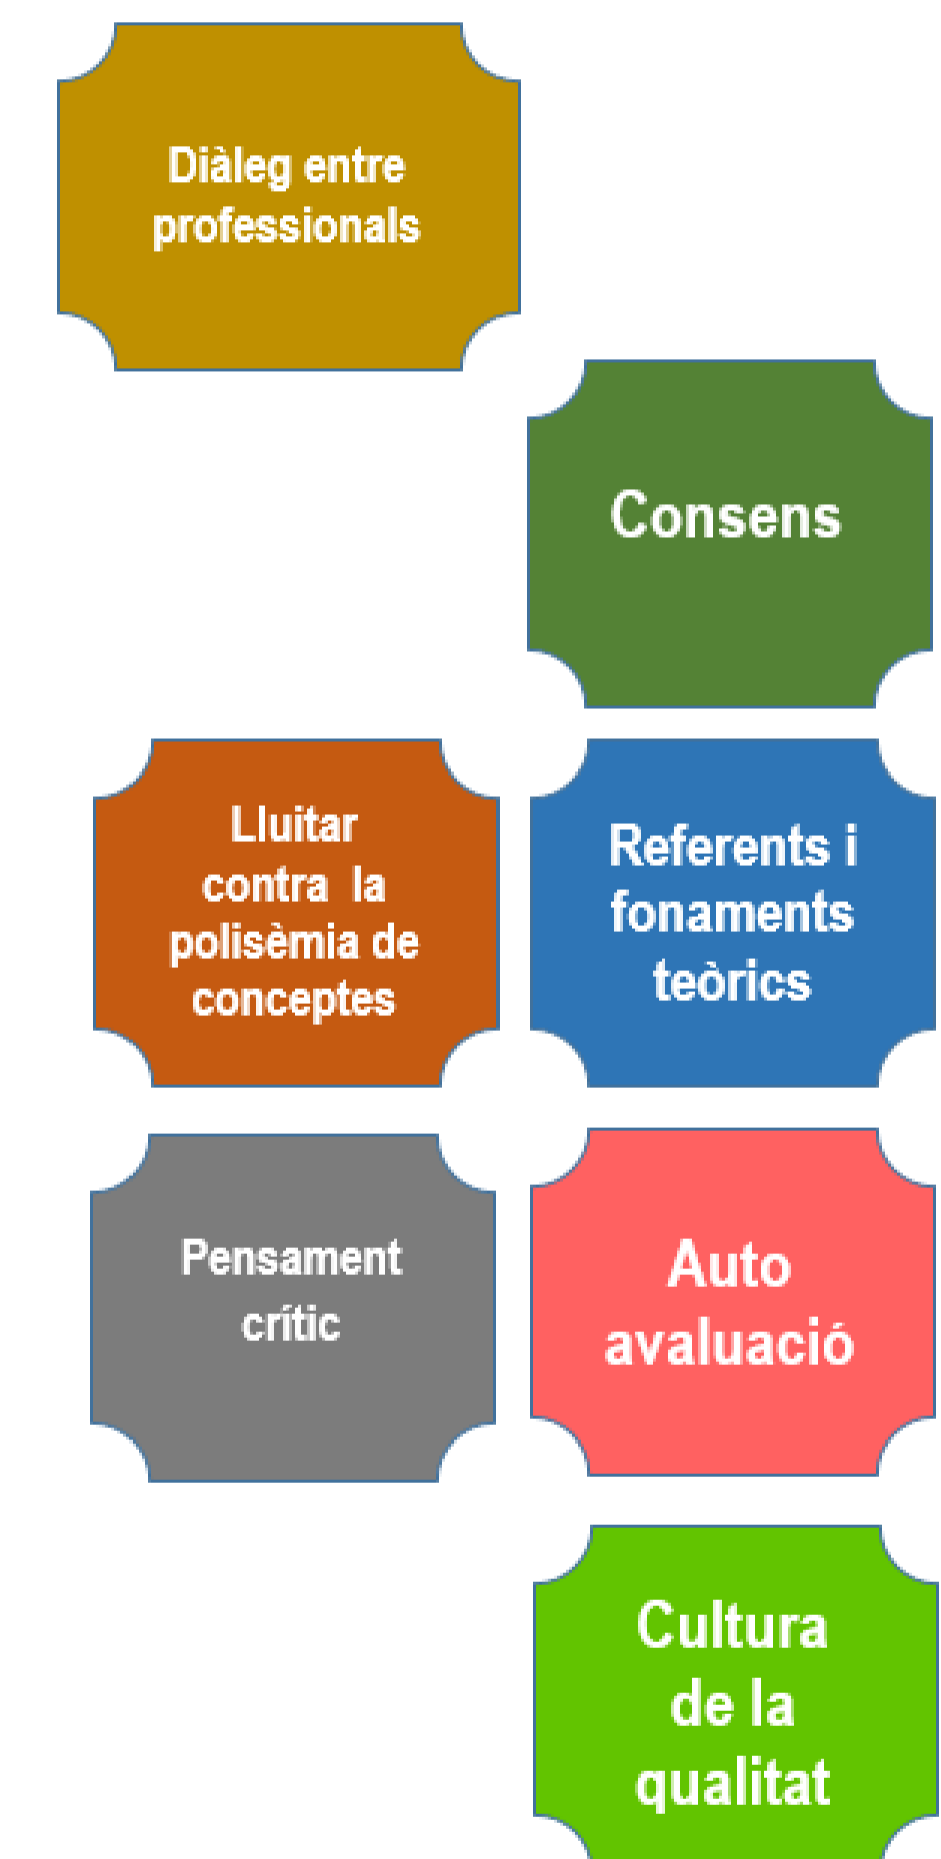 Diàleg entre
professionals
Consens
Lluitar
contra la
polisèmia de
conceptes
Referents i
fonaments
teòrics
Pensament
crític
Auto
avaluació
Cultura
de la
qualitat